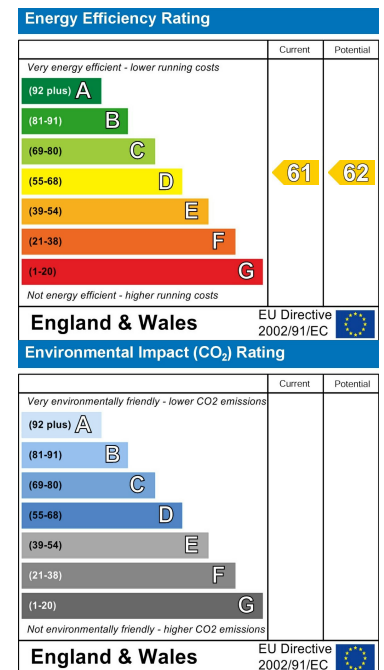 Energy Efficiency Rating
Current Potential
Very energy efficient - lower running costs
(92 plus) A
(81-91) B
(69-80) C
(55-68) D
61 62
(39-54) E
(21-38) F
(1-20) G
Not energy efficient - higher running costs
England & Wales
EU Directive
2002/91/EC
Environmental Impact (CO₂) Rating
Current Potential
Very environmentally friendly - lower CO2 emissions
(92 plus) A
(81-91) B
(69-80) C
(55-68) D
(39-54) E
(21-38) F
(1-20) G
Not environmentally friendly - higher CO2 emissions
England & Wales
EU Directive
2002/91/EC